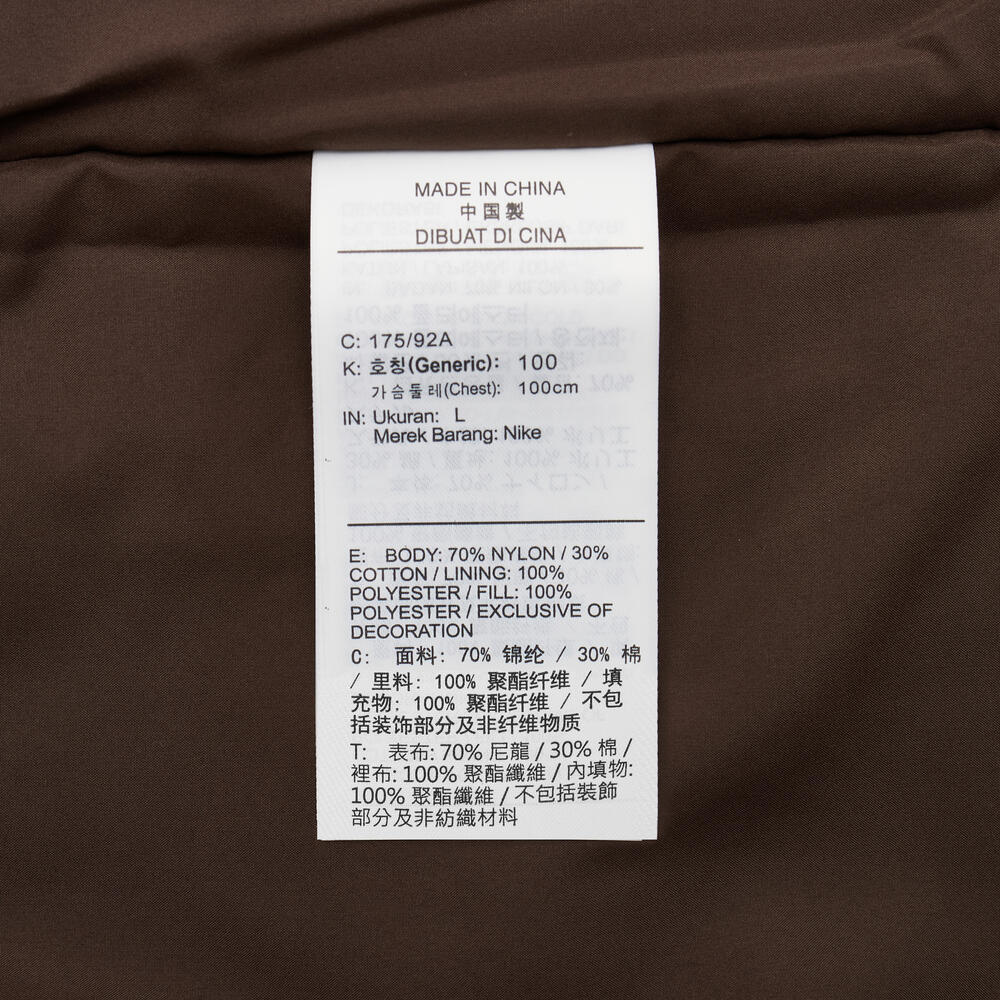 MADE IN CHINA
中国製
DIBUAT DI CINA
C: 175/92A
K: 호칭(Generic): 100
가슴둘레(Chest): 100cm
IN: Ukuran: L
Merek Barang: Nike
E: BODY: 70% NYLON / 30%
COTTON / LINING: 100%
POLYESTER / FILL: 100%
POLYESTER / EXCLUSIVE OF
DECORATION
C: 面料: 70% 锦纶 / 30% 棉
/ 里料: 100% 聚酯纤维 / 填
充物: 100% 聚酯纤维 / 不包
括装饰部分及非纤维物质
T: 表布: 70% 尼龍 / 30% 棉 /
裡布: 100% 聚酯纖維 / 內填物:
100% 聚酯纖維 / 不包括裝飾
部分及非紡織材料